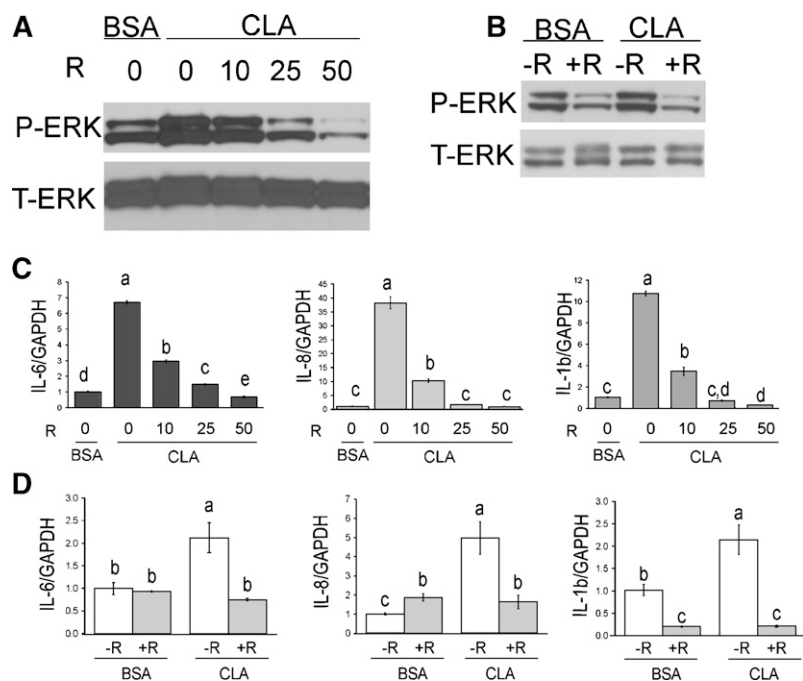 A
BSA CLA
R 0 0 10 25 50
P-ERK
T-ERK
B
BSA CLA
-R +R -R +R
P-ERK
T-ERK
C
IL-6/GAPDH
8
7
6
5
4
3
2
1
0
d a b c e
R 0 0 10 25 50
BSA CLA
IL-8/GAPDH
45
40
35
30
25
20
15
10
5
0
c a b c c
R 0 0 10 25 50
BSA CLA
IL-1b/GAPDH
12
10
8
6
4
2
0
c a b c,d d
R 0 0 10 25 50
BSA CLA
D
IL-6/GAPDH
3.0
2.5
2.0
1.5
1.0
0.5
0.0
b b a b
-R +R -R +R
BSA CLA
IL-8/GAPDH
7
6
5
4
3
2
1
0
c b a b
-R +R -R +R
BSA CLA
IL-1b/GAPDH
3.0
2.5
2.0
1.5
1.0
0.5
0.0
b c a c
-R +R -R +R
BSA CLA